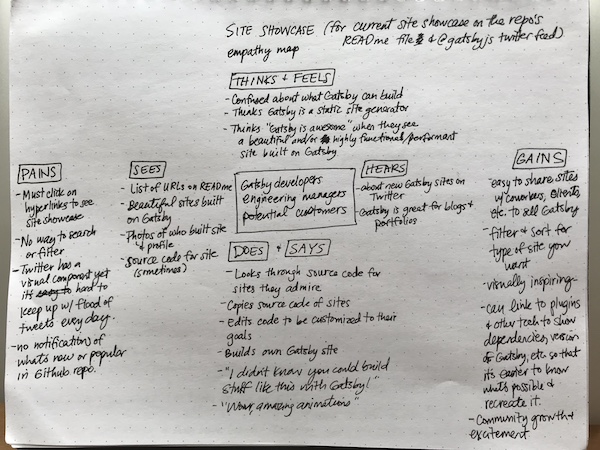 SITE SHOWCASE (for current site showcase on the repo's
README file & @gatsbyjs twitter feed)
empathy map
THINKS & FEELS
- Confused about what Gatsby can build
- Thinks Gatsby is a static site generator
- Thinks "Gatsby is awesome" when they see
a beautiful and/or highly functional/performant
site built on Gatsby
PAINS
- Must click on
hyperlinks to see
site showcase
- No way to search
or filter
- Twitter has a
visual component yet
it's hard to
keep up w/ flood of
tweets every day.
- no notification of
what's new or popular
in Github repo.
SEES
- List of URLs on README
- Beautiful sites built
on Gatsby
- Photos of who built site
& profile
- Source code for site
(sometimes)
Gatsby developers
engineering managers
potential customers
HEARS
- about new Gatsby sites on
Twitter
- Gatsby is great for blogs &
portfolios
GAINS
- easy to share sites
w/coworkers, clients,
etc. to sell Gatsby
- filter & sort for
type of site you
want
- visually inspiring
- can link to plugins
& other tech to show
dependencies, version
of Gatsby, etc. so that
it's easier to know
what's possible &
recreate it.
- Community growth &
excitement
DOES & SAYS
- Looks through source code for
sites they admire
- Copies source code of sites
- Edits code to be customized to their
goals
- Builds own Gatsby site
- "I didn't know you could build
stuff like this with Gatsby!"
- "Wow, amazing animations"